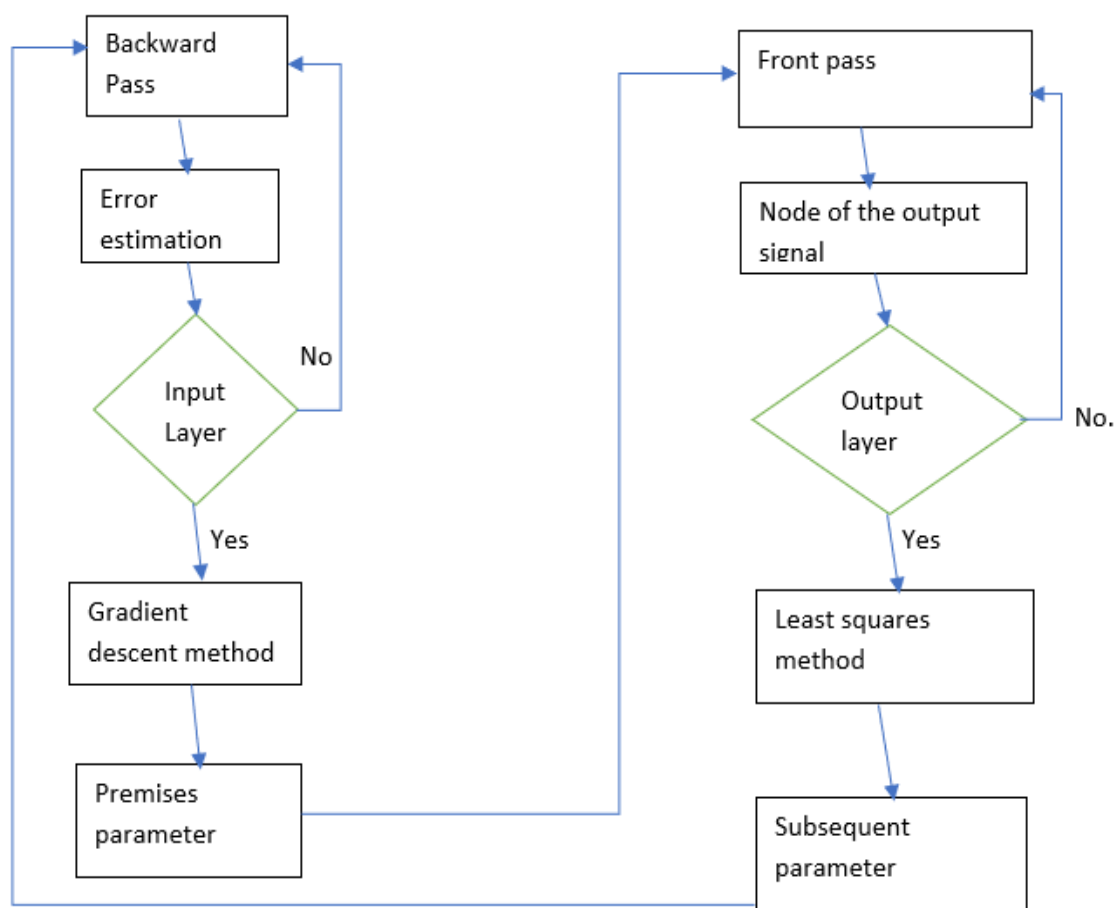 Backward
Pass
Error
estimation
No
Input
Layer
Yes
Gradient
descent method
Premises
parameter
Front pass
Node of the output
signal
Output
layer
No.
Yes
Least squares
method
Subsequent
parameter